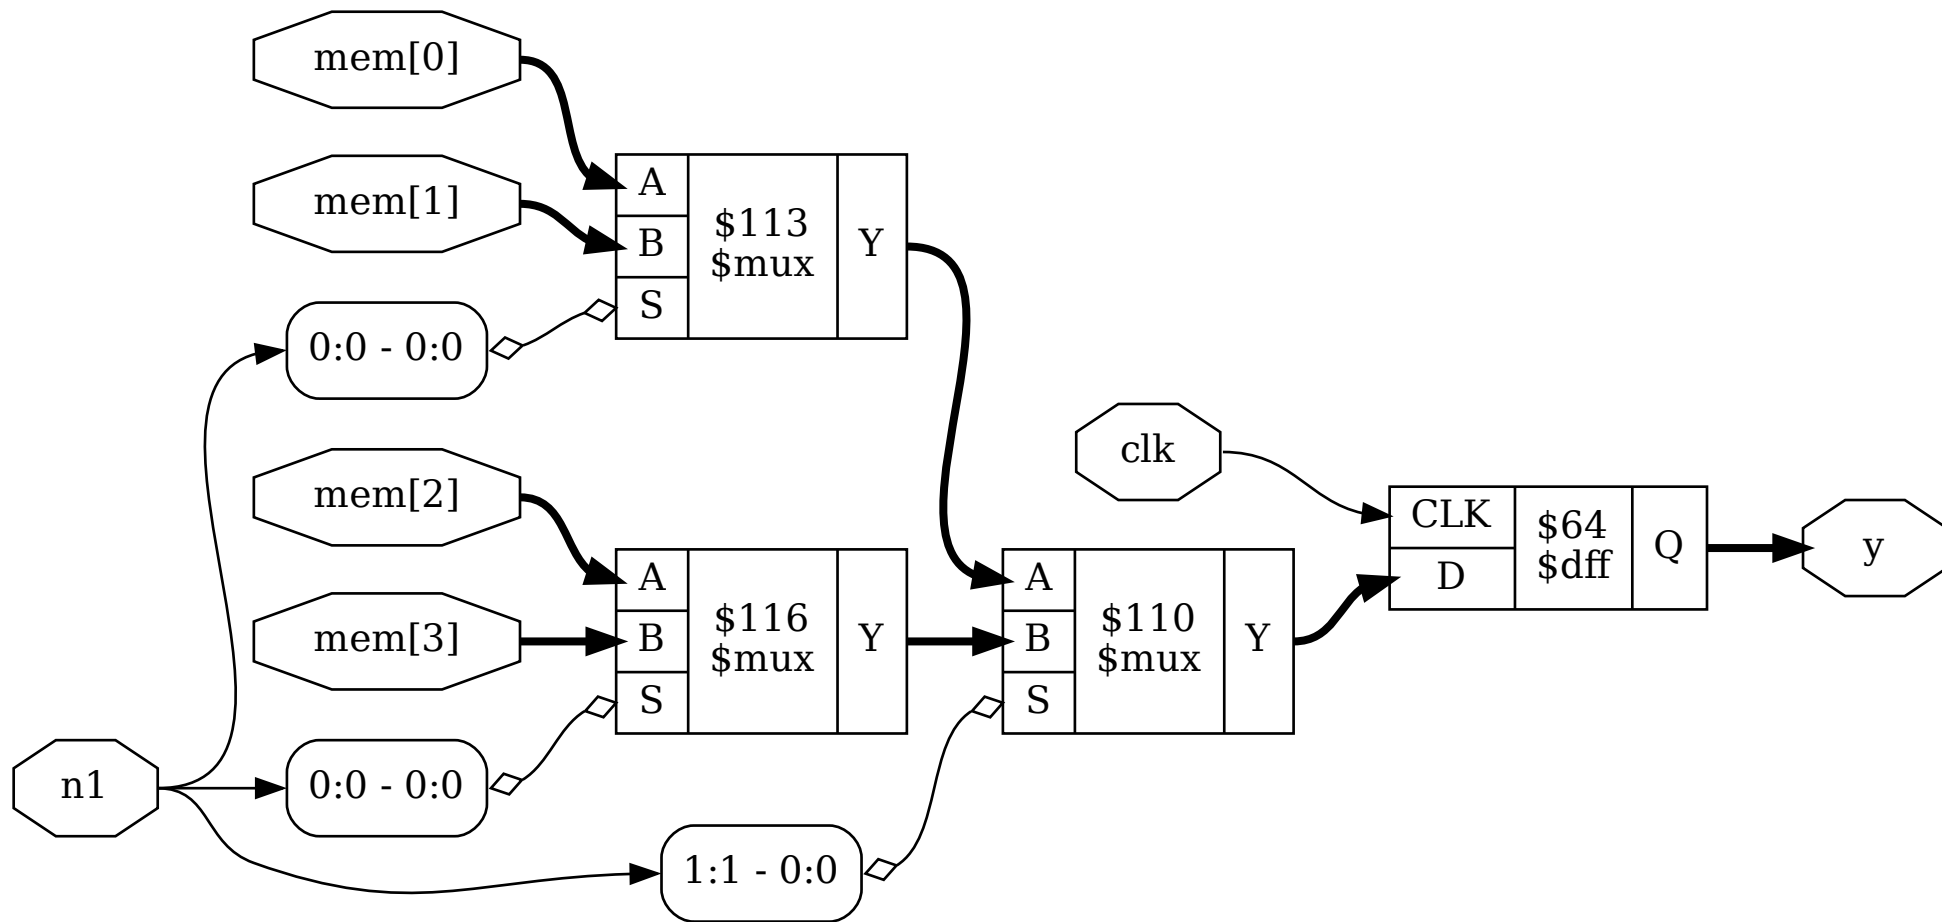 mem[0]
mem[1]
A
B
S
$113
$mux
Y
0:0 - 0:0
mem[2]
mem[3]
A
B
S
$116
$mux
Y
n1
0:0 - 0:0
1:1 - 0:0
A
B
S
$110
$mux
Y
clk
CLK
D
$64
$dff
Q
y